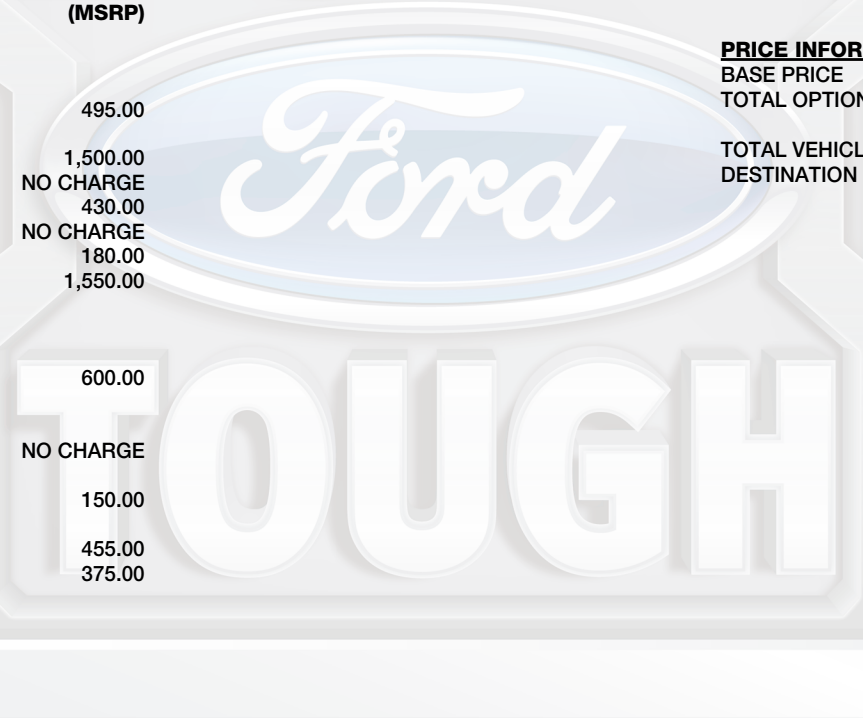 (MSRP)
495.00
1,500.00
NO CHARGE
430.00
NO CHARGE
180.00
1,550.00
600.00
NO CHARGE
150.00
455.00
375.00
PRICE INFOR
BASE PRICE
TOTAL OPTION
TOTAL VEHICL
DESTINATION
Ford
TOUGH